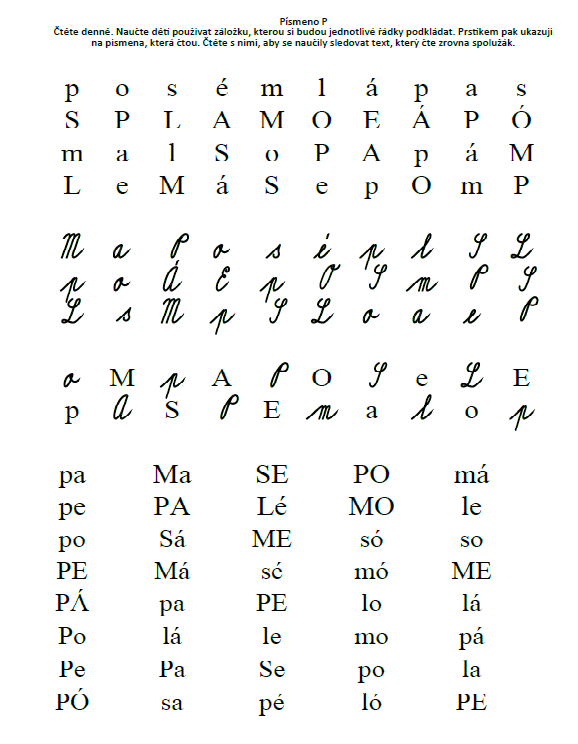 Písmeno P
Čtéte denně. Naučte děti používat záložku, kterou si budou jednotlivé řádky podkládat. Prstíkem pak ukazuji
na písmena, která čtou. Čtéte s nimi, aby se naučily sledovat text, který čte zrovna spolužák.
p o s é m l á p a s
S P L A M O E Á P Ó
m a l S o P A p á M
L e M á S e p O m P
M a P o s é p l S L
p o Á E p O S m P S
L s M p S L o a e P
o M p A P O S e L E
p A S P E m a l o p
pa Ma SE PO má
pe PA Lé MO le
po Sá ME só so
PE Má sé mó ME
PÁ pa PE lo lá
Po lá le mo pá
Pe Pa Se po la
PÓ sa pé ló PE